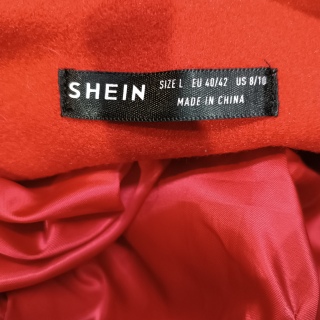 SHEIN SIZE L EU 40/42 US 8/10
MADE IN CHINA